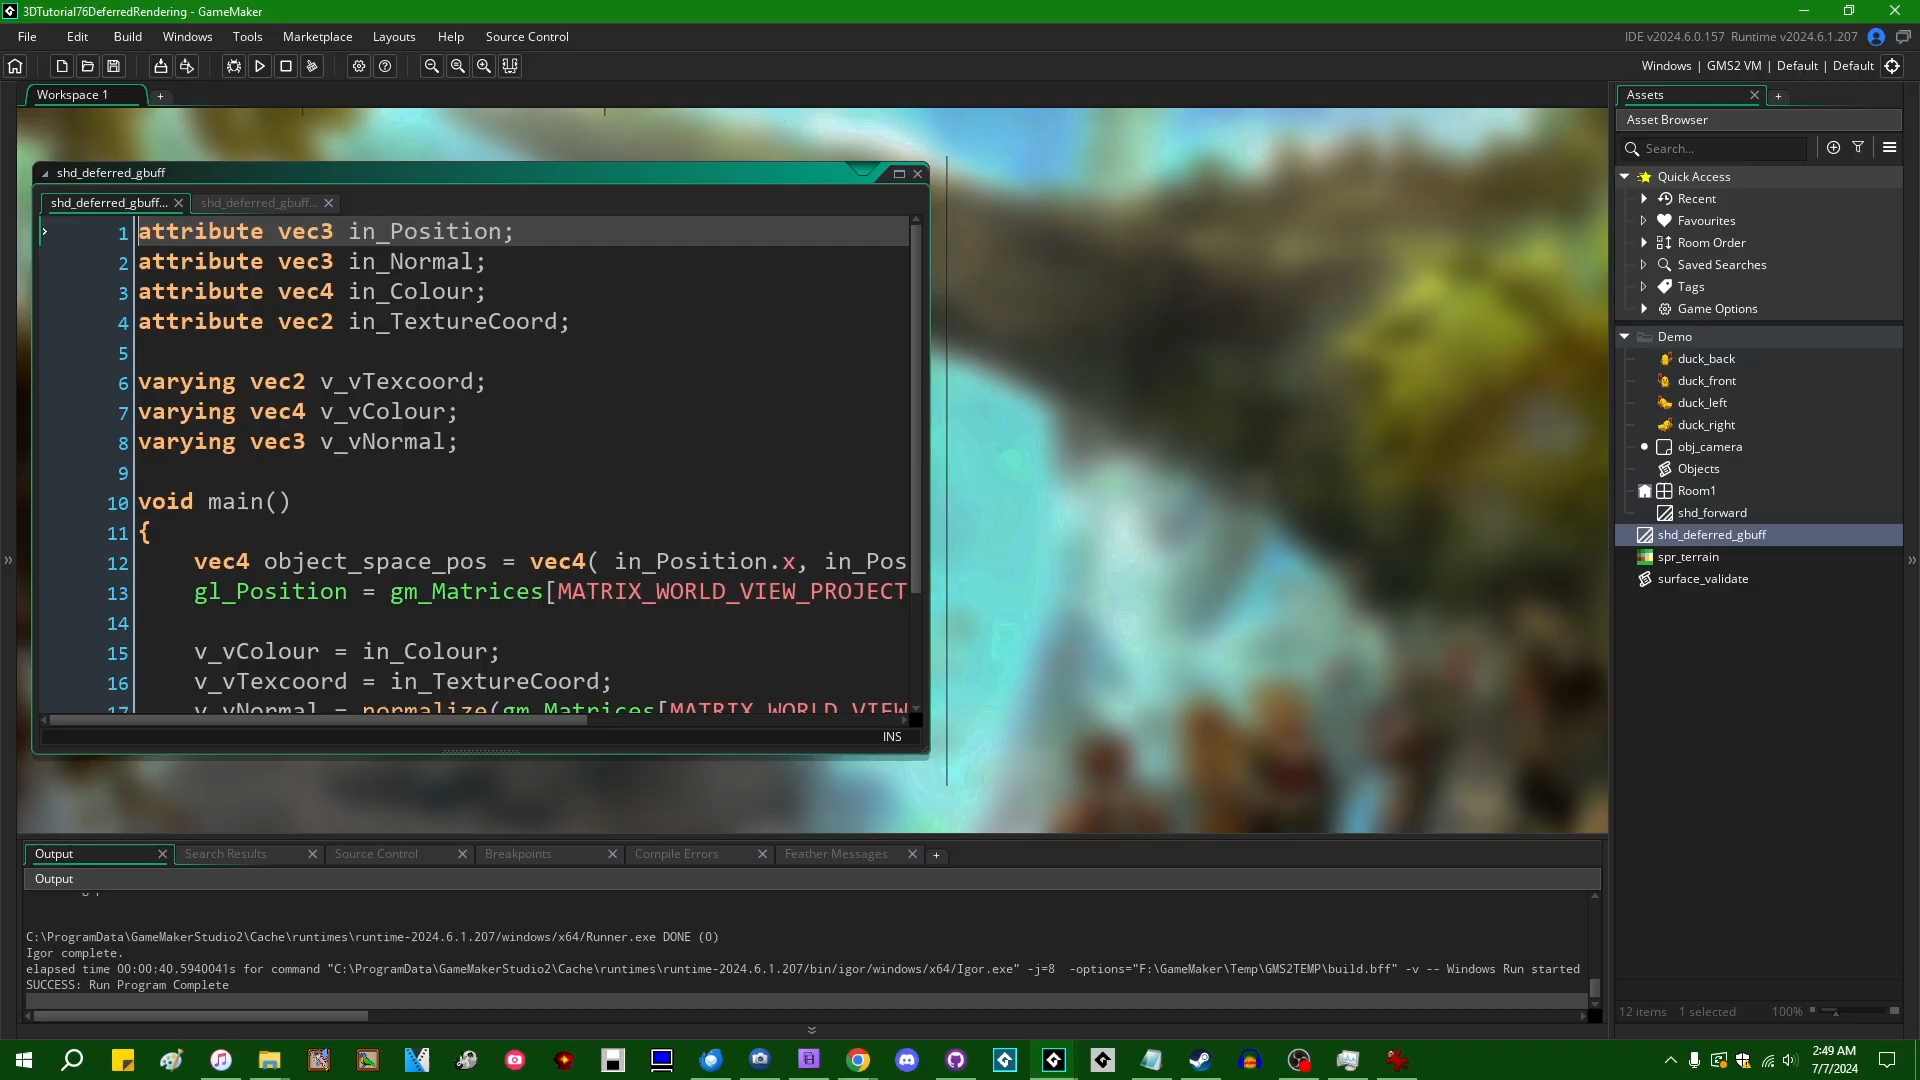 3DTutorial76DeferredRendering - GameMaker
File Edit Build Windows Tools Marketplace Layouts Help Source Control
IDE v2024.6.0.157 Runtime v2024.6.1.207
Windows | GMS2 VM | Default | Default
Workspace 1
shd_deferred_gbuff
shd_deferred_gbuff... shd_deferred_gbuff...
1 attribute vec3 in_Position;
2 attribute vec3 in_Normal;
3 attribute vec4 in_Colour;
4 attribute vec2 in_TextureCoord;
5
6 varying vec2 v_vTexcoord;
7 varying vec4 v_vColour;
8 varying vec3 v_vNormal;
9
10 void main()
11 {
12 vec4 object_space_pos = vec4( in_Position.x, in_Pos
13 gl_Position = gm_Matrices[MATRIX_WORLD_VIEW_PROJECT
14
15 v_vColour = in_Colour;
16 v_vTexcoord = in_TextureCoord;
17 v_vNormal = normalize(gm_Matrices[MATRIX_WORLD_VIEW
INS
Assets
Asset Browser
Search...
Quick Access
Recent
Favourites
Room Order
Saved Searches
Tags
Game Options
Demo
duck_back
duck_front
duck_left
duck_right
obj_camera
Objects
Room1
shd_forward
shd_deferred_gbuff
spr_terrain
surface_validate
12 items 1 selected 100%
Output Search Results Source Control Breakpoints Compile Errors Feather Messages
Output
C:\ProgramData\GameMakerStudio2\Cache\runtimes\runtime-2024.6.1.207/windows/x64/Runner.exe DONE (0)
Igor complete.
elapsed time 00:00:40.5940041s for command "C:\ProgramData\GameMakerStudio2\Cache\runtimes\runtime-2024.6.1.207/bin/igor/windows/x64/Igor.exe" -j=8 -options="F:\GameMaker\Temp\GMS2TEMP\build.bff" -v -- Windows Run started
SUCCESS: Run Program Complete
2:49 AM
7/7/2024